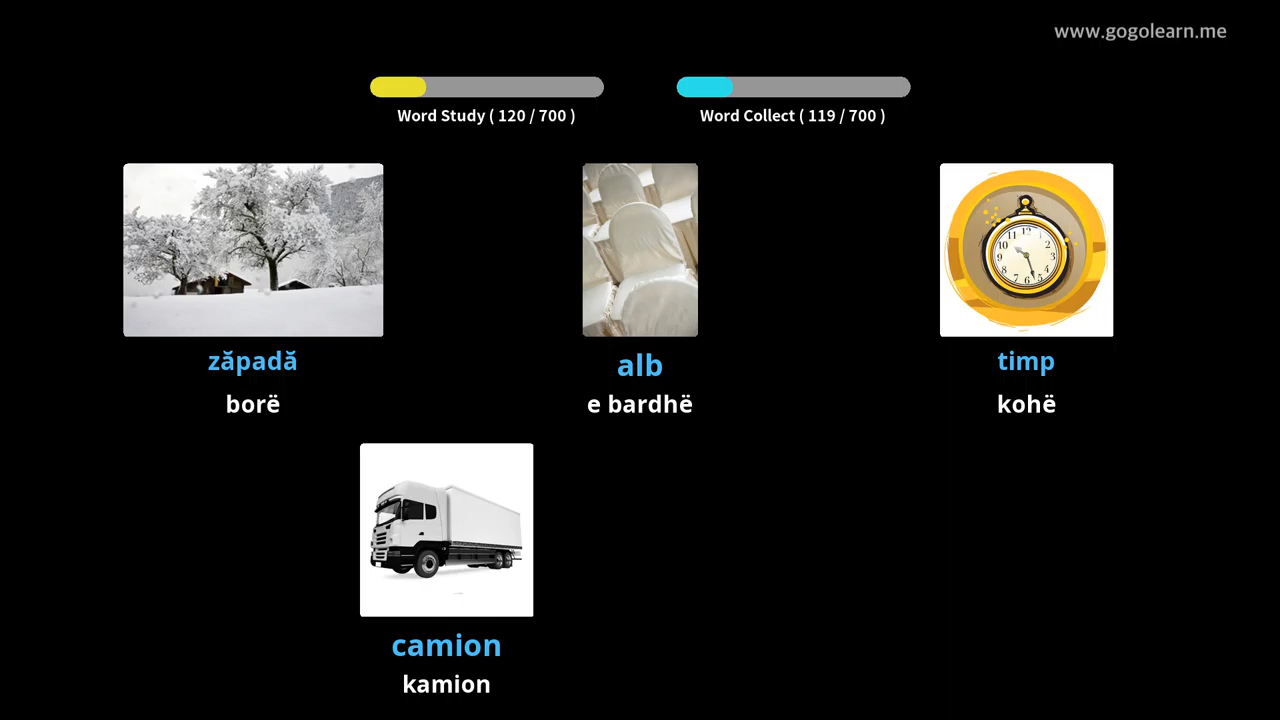 www.gogolearn.me
Word Study ( 120 / 700 )
Word Collect ( 119 / 700 )
zăpadă
borë
alb
e bardhë
timp
kohë
camion
kamion